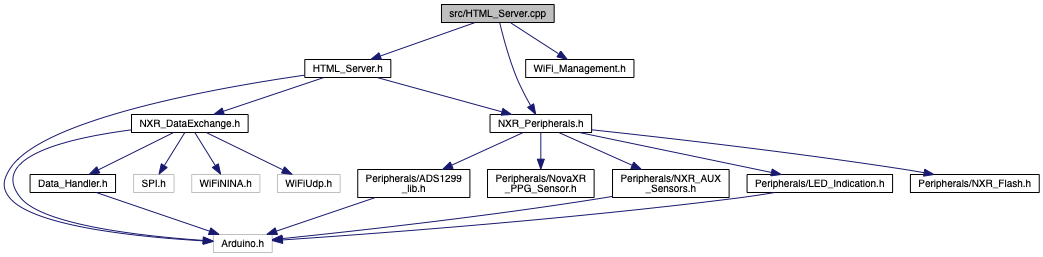 src/HTML_Server.cpp
HTML_Server.h
WiFi_Management.h
NXR_DataExchange.h
NXR_Peripherals.h
Data_Handler.h
SPI.h
WiFiNINA.h
WiFiUdp.h
Peripherals/ADS1299
_lib.h
Peripherals/NovaXR
_PPG_Sensor.h
Peripherals/NXR_AUX
_Sensors.h
Peripherals/LED_Indication.h
Peripherals/NXR_Flash.h
Arduino.h